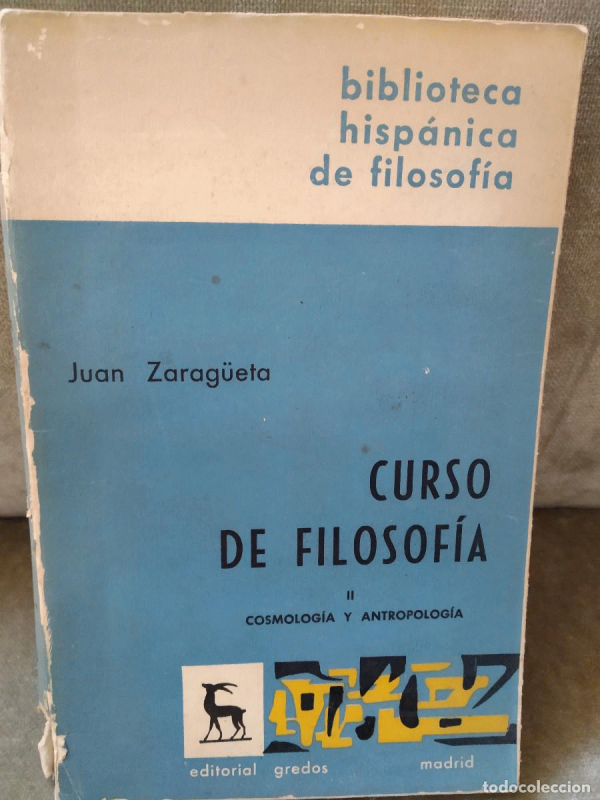 biblioteca
hispánica
de filosofía
Juan Zaragüeta
CURSO
DE FILOSOFÍA
II
COSMOLOGÍA Y ANTROPOLOGÍA
editorial gredos madrid
todocoleccion